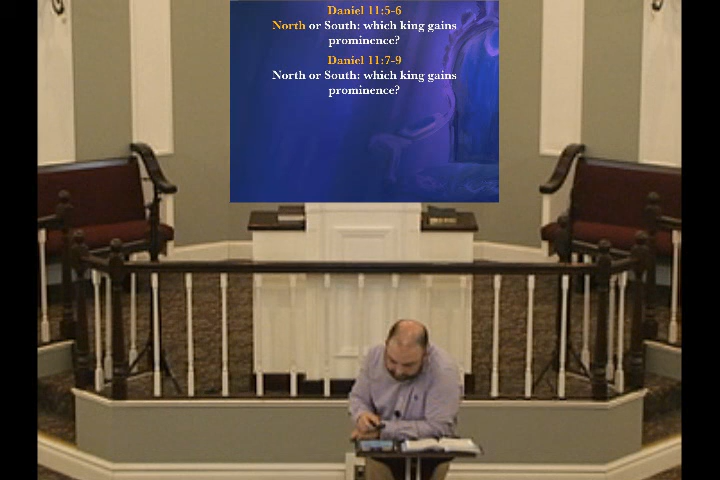 Daniel 11:5-6
North or South: which king gains
prominence?
Daniel 11:7-9
North or South: which king gains
prominence?